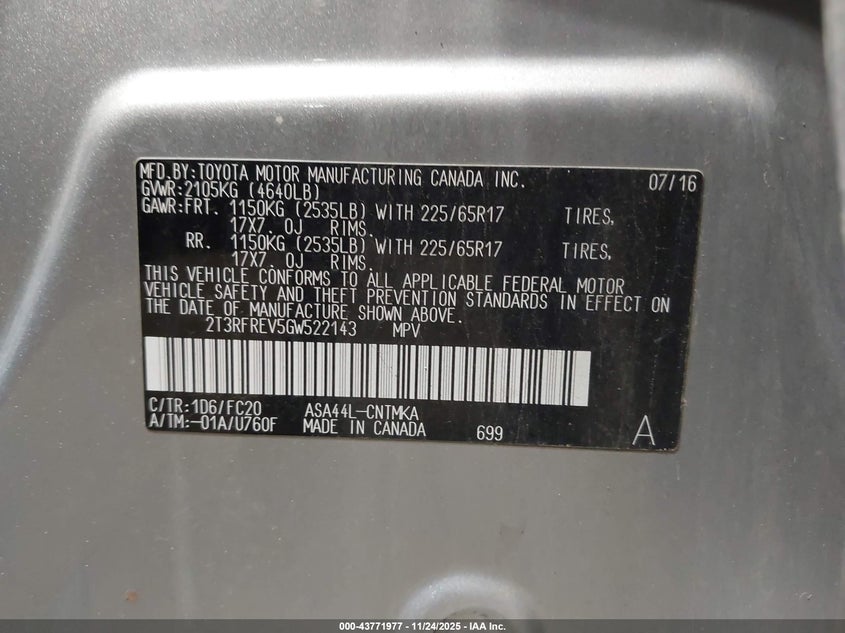 MFD.BY:TOYOTA MOTOR MANUFACTURING CANADA INC. 07/16
GVWR:2105KG (4640LB)
GAWR:FRT. 1150KG (2535LB) WITH 225/65R17 TIRES,
17X7. 0J RIMS.
RR. 1150KG (2535LB) WITH 225/65R17 TIRES,
17X7. 0J RIMS.
THIS VEHICLE CONFORMS TO ALL APPLICABLE FEDERAL MOTOR
VEHICLE SAFETY AND THEFT PREVENTION STANDARDS IN EFFECT ON
THE DATE OF MANUFACTURE SHOWN ABOVE.
2T3RFREV5GW522143 MPV
C/TR:1D6/FC20 ASA44L-CNTMKA
A/TM:-01A/U760F MADE IN CANADA 699 A
000-43771977 - 11/24/2025 - IAA Inc.